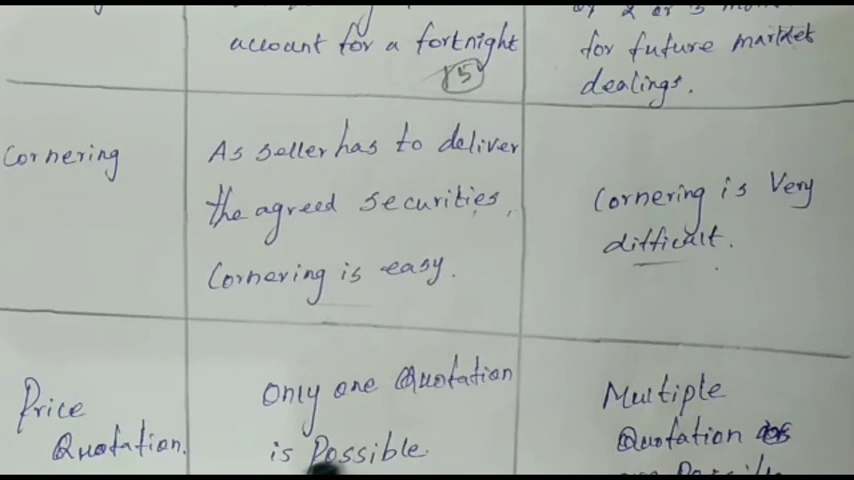 account for a fortnight
15
for future market
dealings.
Cornering
As seller has to deliver
the agreed securities,
Cornering is easy.
Cornering is Very
difficult.
Price
Quotation.
Only one Quotation
is Possible.
Multiple
Quotation